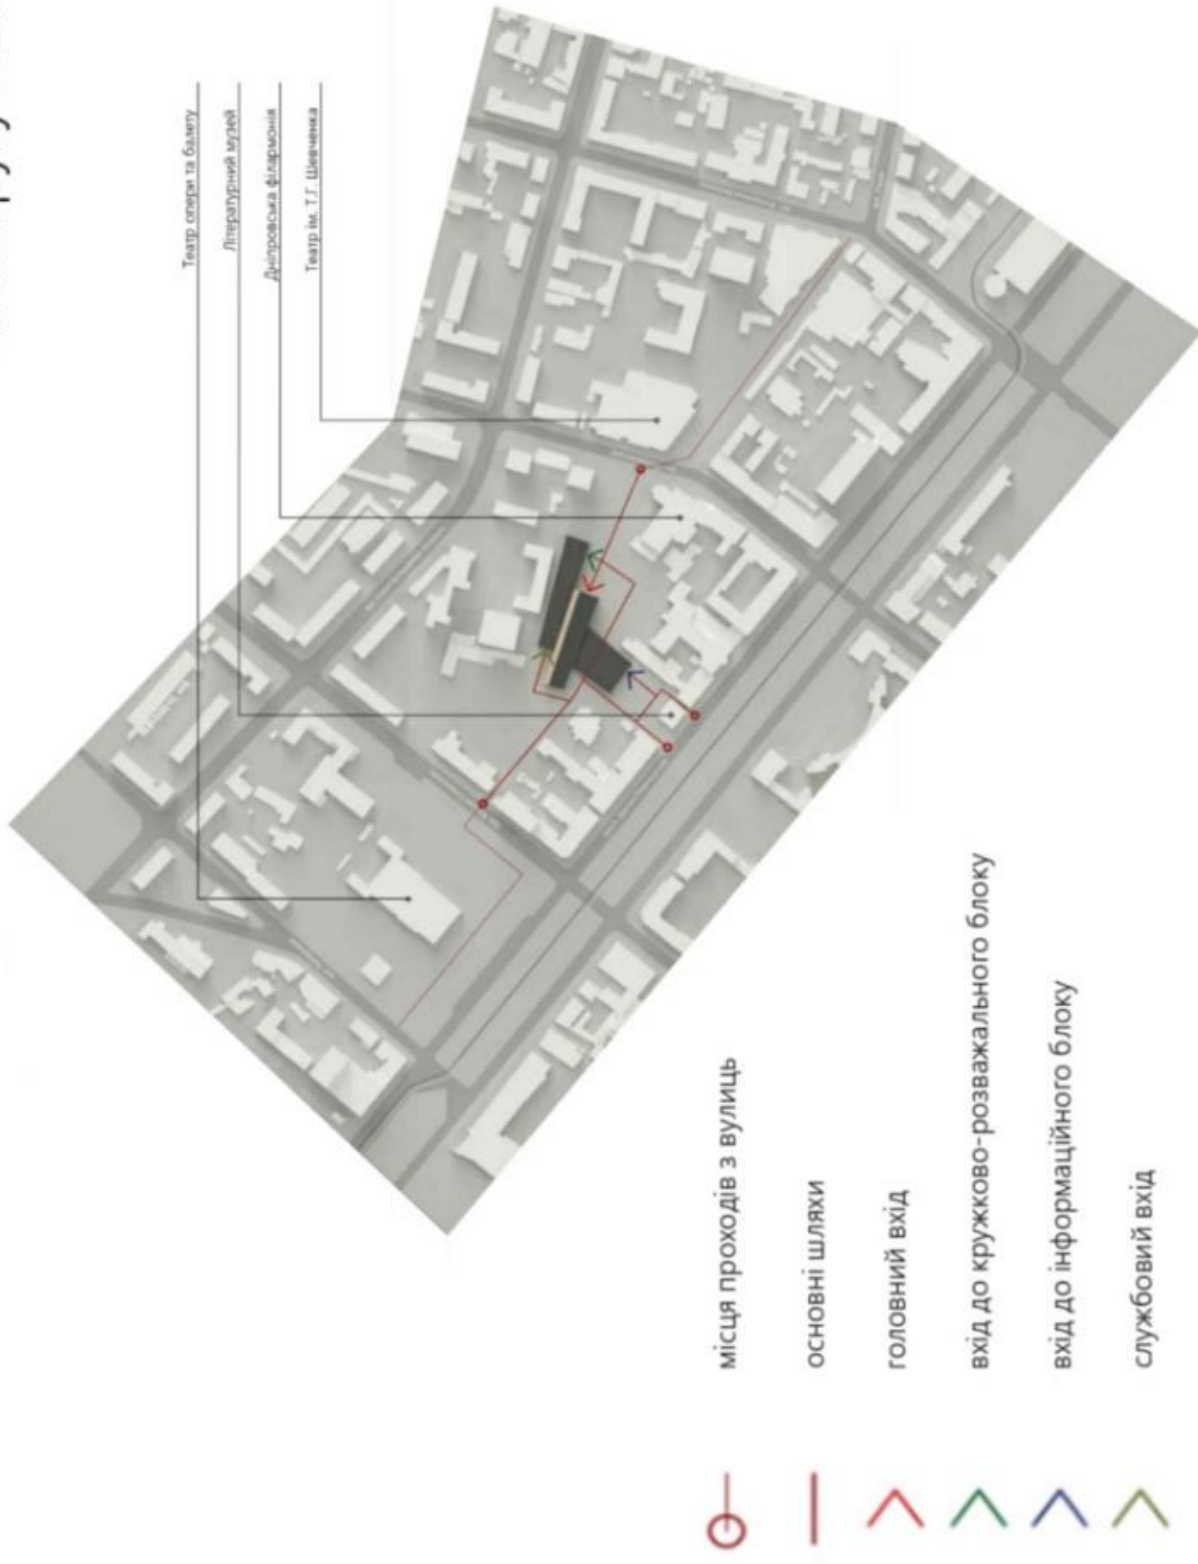 Театр опери та балету
Літературний музей
Дніпровська філармонія
Театр ім. Т.Г. Шевченка
місця проходів з вулиць
основні шляхи
головний вхід
вхід до кружково-розважального блоку
вхід до інформаційного блоку
службовий вхід